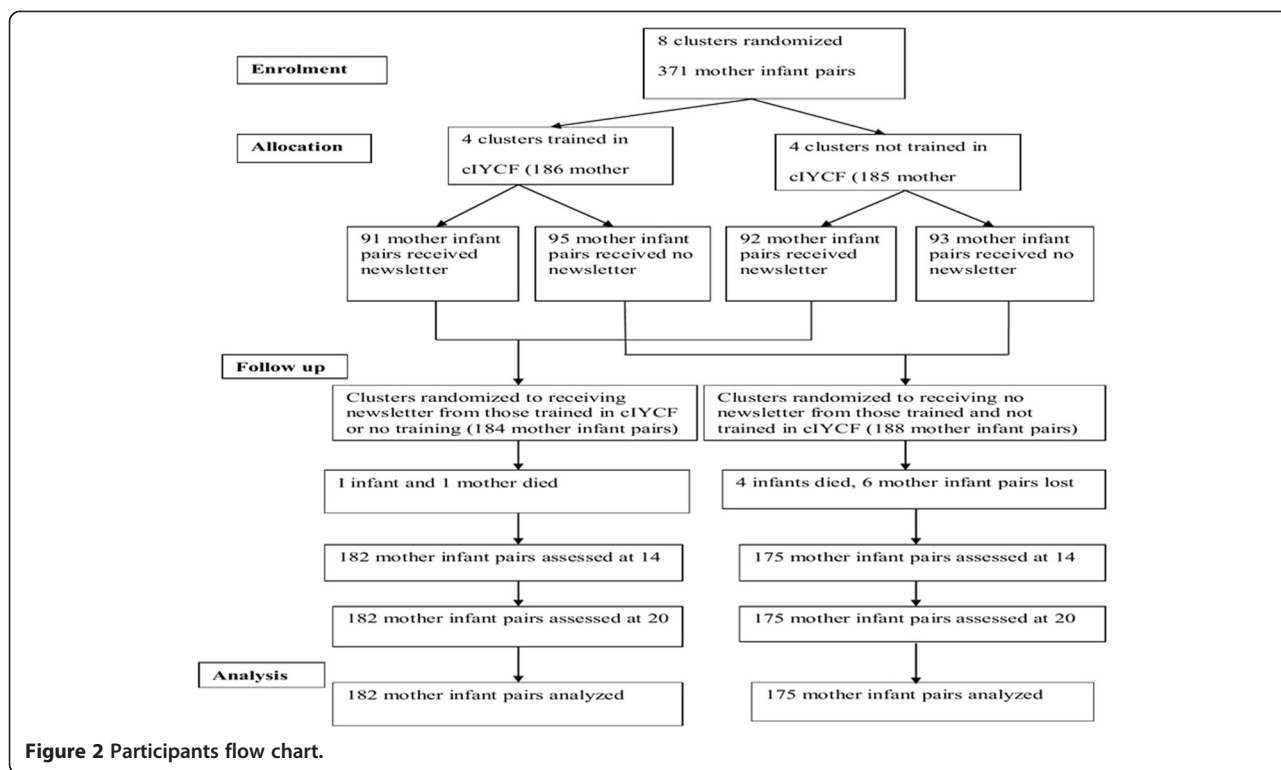 8 clusters randomized
371 mother infant pairs
Enrolment
Allocation
4 clusters trained in
cIYCF (186 mother
4 clusters not trained in
cIYCF (185 mother
91 mother infant
pairs received
newsletter
95 mother infant
pairs received no
newsletter
92 mother infant
pairs received
newsletter
93 mother infant
pairs received no
newsletter
Follow up
Clusters randomized to receiving
newsletter from those trained in cIYCF
or no training (184 mother infant pairs)
Clusters randomized to receiving no
newsletter from those trained and not
trained in cIYCF (188 mother infant pairs)
I infant and 1 mother died
4 infants died, 6 mother infant pairs lost
182 mother infant pairs assessed at 14
175 mother infant pairs assessed at 14
182 mother infant pairs assessed at 20
175 mother infant pairs assessed at 20
Analysis
182 mother infant pairs analyzed
175 mother infant pairs analyzed
Figure 2 Participants flow chart.